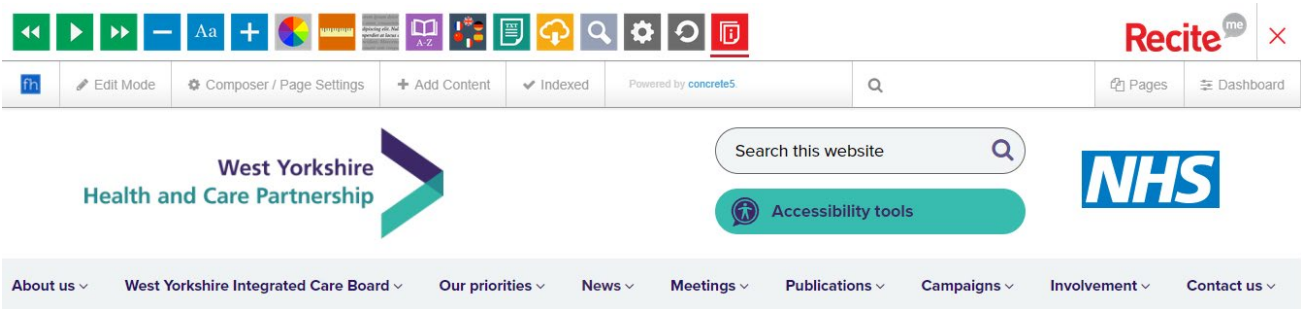 Aa
A-Z
TXT
Recite me
fh
Edit Mode
Composer / Page Settings
Add Content
Indexed
Powered by concrete5.
Pages
Dashboard
West Yorkshire
Health and Care Partnership
Search this website
Accessibility tools
NHS
About us
West Yorkshire Integrated Care Board
Our priorities
News
Meetings
Publications
Campaigns
Involvement
Contact us